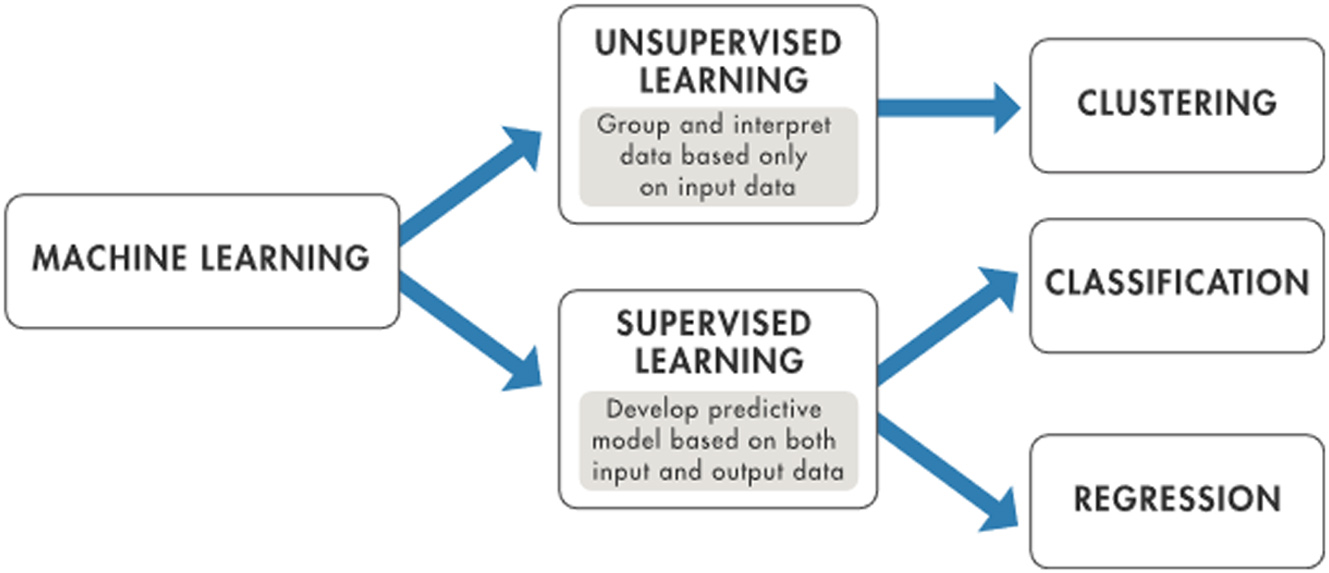 MACHINE LEARNING
UNSUPERVISED
LEARNING
Group and interpret
data based only
on input data
SUPERVISED
LEARNING
Develop predictive
model based on both
input and output data
CLUSTERING
CLASSIFICATION
REGRESSION